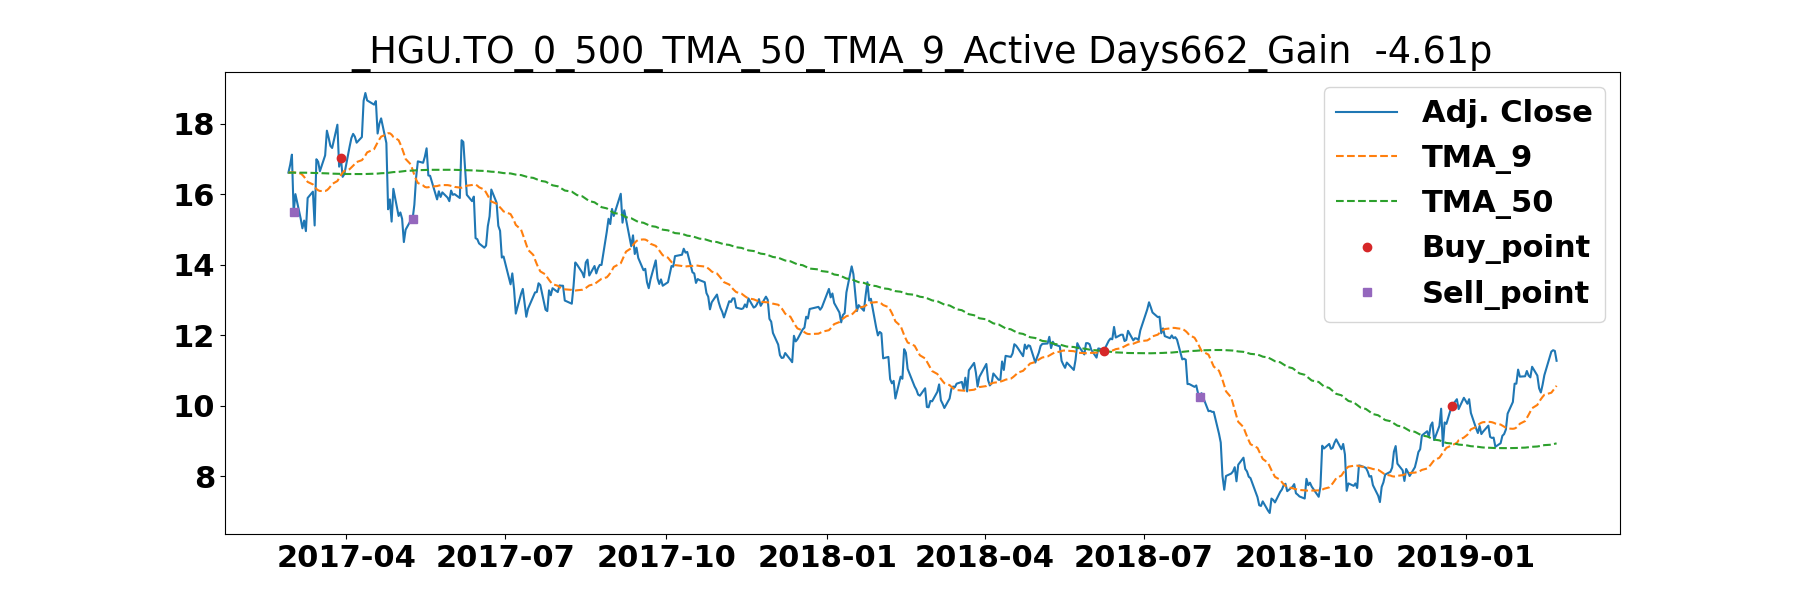 _HGU.TO_0_500_TMA_50_TMA_9_Active Days662_Gain  -4.61p
Adj. Close
TMA_9
TMA_50
Buy_point
Sell_point
18
16
14
12
10
8
2017-04 2017-07 2017-10 2018-01 2018-04 2018-07 2018-10 2019-01